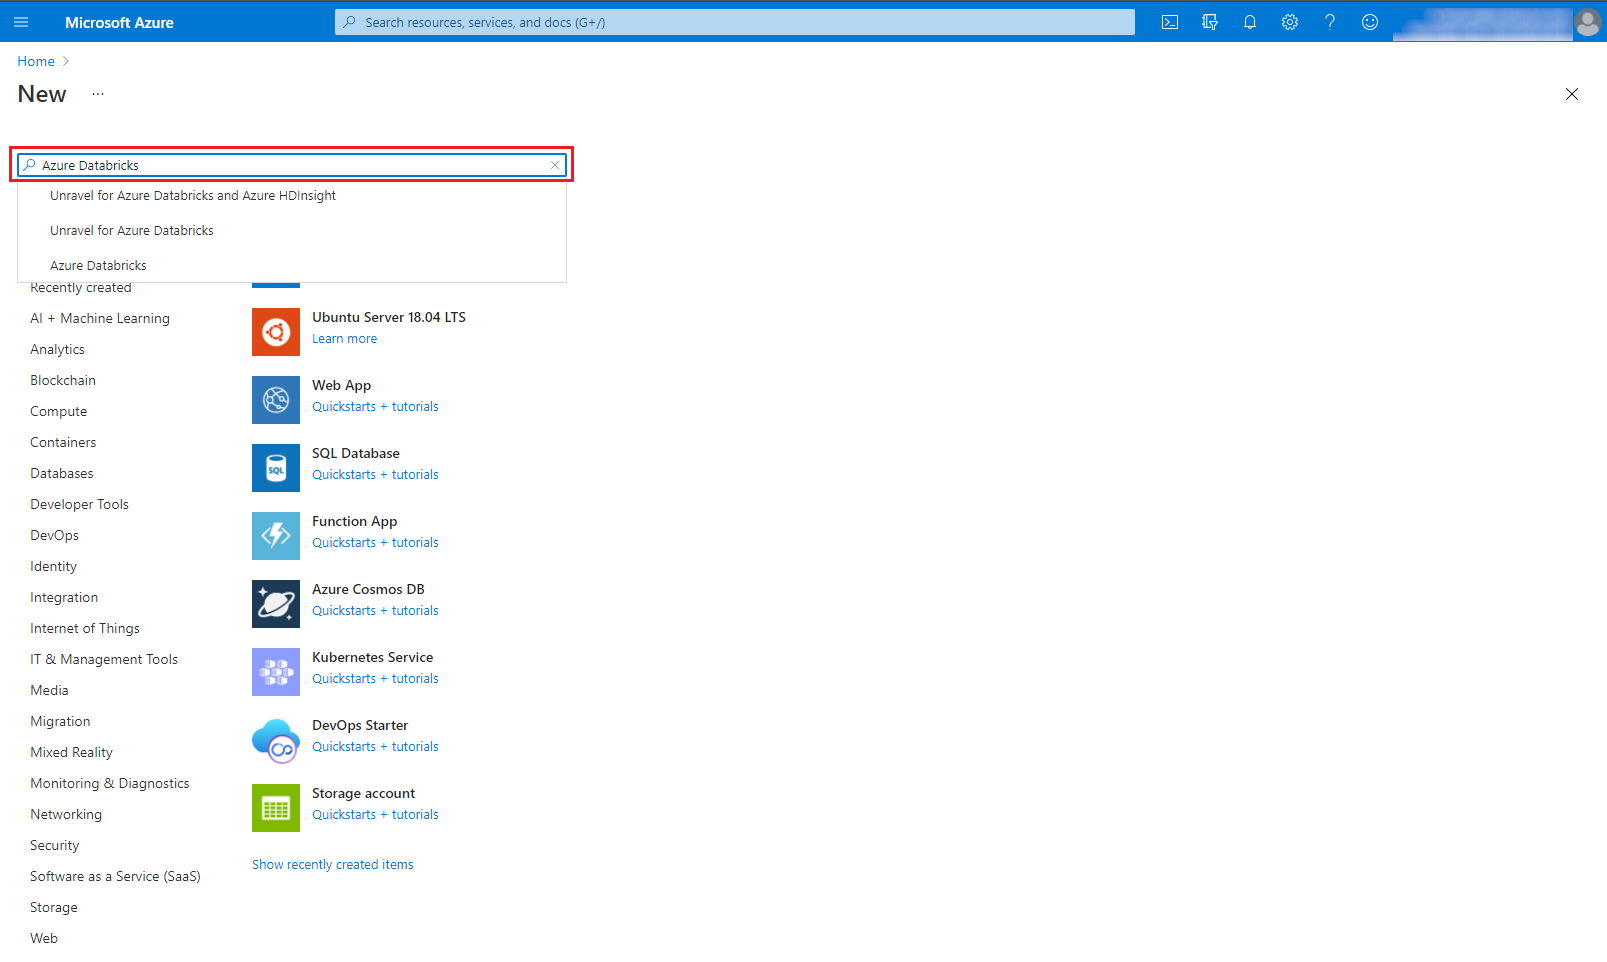 Microsoft Azure
Search resources, services, and docs (G+/)
Home
New
Azure Databricks
Unravel for Azure Databricks and Azure HDInsight
Unravel for Azure Databricks
Azure Databricks
Recently created
AI + Machine Learning
Analytics
Blockchain
Compute
Containers
Databases
Developer Tools
DevOps
Identity
Integration
Internet of Things
IT & Management Tools
Media
Migration
Mixed Reality
Monitoring & Diagnostics
Networking
Security
Software as a Service (SaaS)
Storage
Web
Ubuntu Server 18.04 LTS
Learn more
Web App
Quickstarts + tutorials
SQL
SQL Database
Quickstarts + tutorials
Function App
Quickstarts + tutorials
Azure Cosmos DB
Quickstarts + tutorials
Kubernetes Service
Quickstarts + tutorials
DevOps Starter
Quickstarts + tutorials
Storage account
Quickstarts + tutorials
Show recently created items